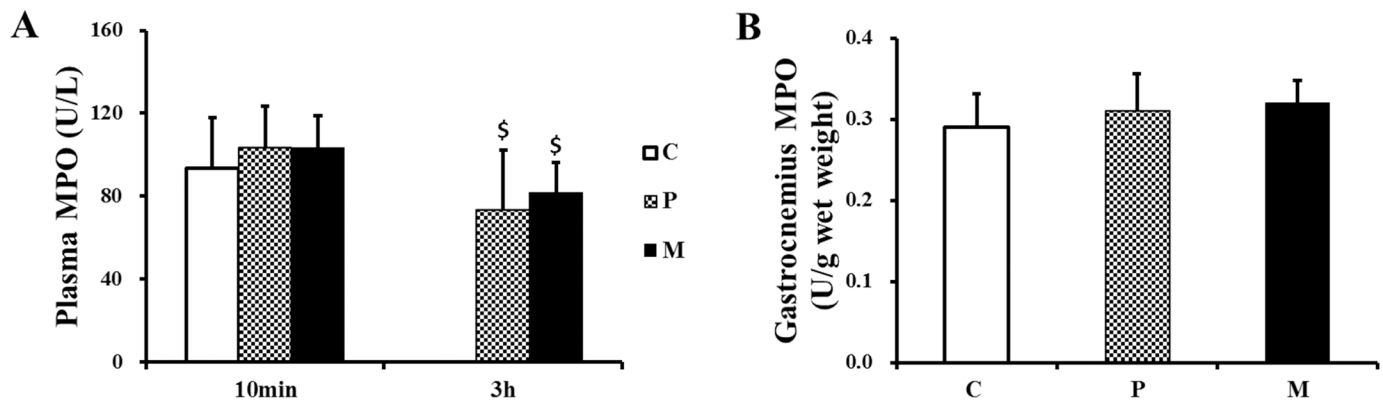 A
Plasma MPO (U/L)
160
120
80
40
0
$
$
10min
3h
C
P
M
B
Gastrocnemius MPO
(U/g wet weight)
0.4
0.3
0.2
0.1
0.0
C
P
M